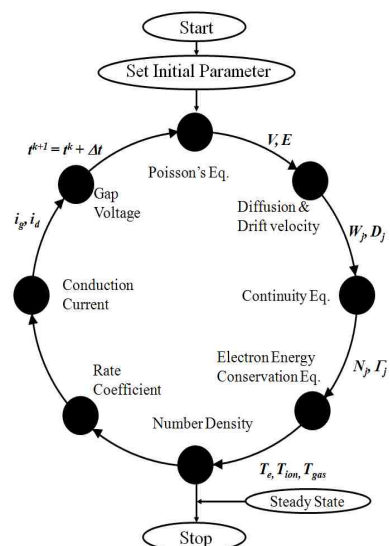 Start
Set Initial Parameter
t^{k+1} = t^k + Δt
V, E
Poisson's Eq.
Gap
Voltage
Diffusion &
Drift velocity
i_g, i_d
W_j, D_j
Conduction
Current
Continuity Eq.
N_j, Γ_j
Rate
Coefficient
Electron Energy
Conservation Eq.
Number Density
T_e, T_ion, T_gas
Steady State
Stop